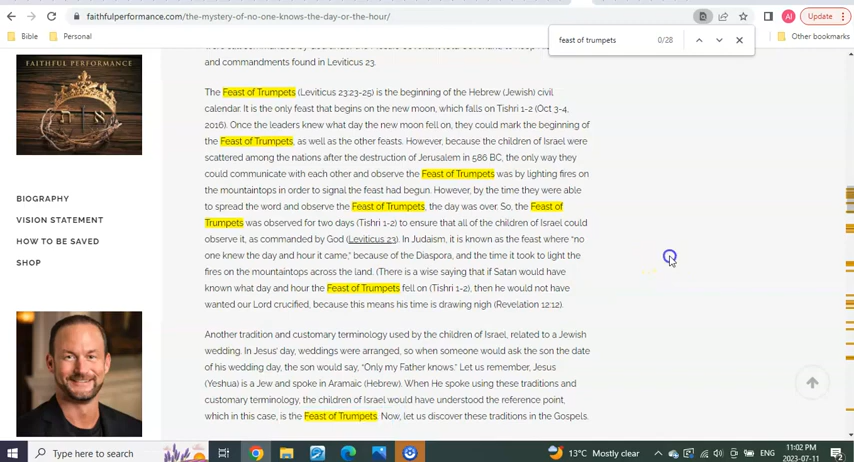 faithfulperformance.com/the-mystery-of-no-one-knows-the-day-or-the-hour/
AI
Update
Bible
Personal
Other bookmarks
feast of trumpets
0/28
and commandments found in Leviticus 23.
FAITHFUL PERFORMANCE
The Feast of Trumpets (Leviticus 23:23-25) is the beginning of the Hebrew (Jewish) civil
calendar. It is the only feast that begins on the new moon, which falls on Tishri 1-2 (Oct 3-4,
2016). Once the leaders knew what day the new moon fell on, they could mark the beginning of
the Feast of Trumpets, as well as the other feasts. However, because the children of Israel were
scattered among the nations after the destruction of Jerusalem in 586 BC, the only way they
could communicate with each other and observe the Feast of Trumpets was by lighting fires on
the mountaintops in order to signal the feast had begun. However, by the time they were able
to spread the word and observe the Feast of Trumpets, the day was over. So, the Feast of
Trumpets was observed for two days (Tishri 1-2) to ensure that all of the children of Israel could
observe it, as commanded by God (Leviticus 23). In Judaism, it is known as the feast where "no
one knew the day and hour it came," because of the Diaspora, and the time it took to light the
fires on the mountaintops across the land. (There is a wise saying that if Satan would have
known what day and hour the Feast of Trumpets fell on (Tishri 1-2), then he would not have
wanted our Lord crucified, because this means his time is drawing nigh (Revelation 12:12).
BIOGRAPHY
VISION STATEMENT
HOW TO BE SAVED
SHOP
Another tradition and customary terminology used by the children of Israel, related to a Jewish
wedding. In Jesus' day, weddings were arranged, so when someone would ask the son the date
of his wedding day, the son would say, "Only my Father knows." Let us remember, Jesus
(Yeshua) is a Jew and spoke in Aramaic (Hebrew). When He spoke using these traditions and
customary terminology, the children of Israel would have understood the reference point,
which in this case, is the Feast of Trumpets. Now, let us discover these traditions in the Gospels.
Type here to search
13°C Mostly clear
ENG
11:02 PM
2023-07-11
2